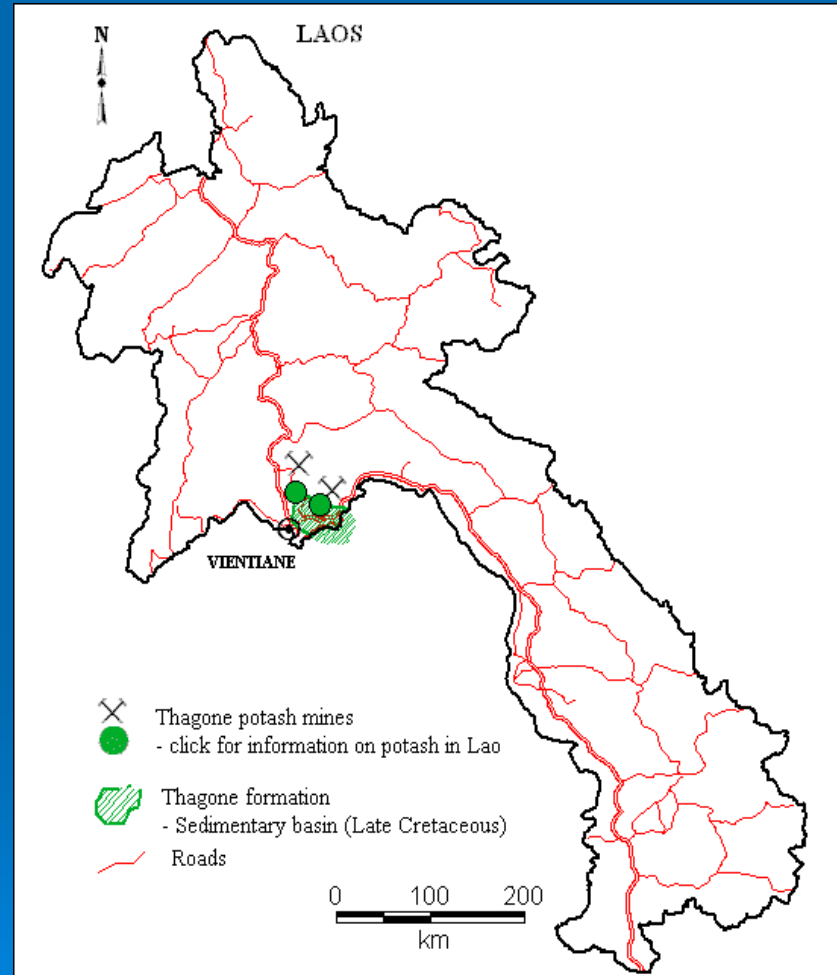 N
LAOS
VIENTIANE
Thagone potash mines
- click for information on potash in Lao
Thagone formation
- Sedimentary basin (Late Cretaceous)
Roads
0 100 200
km